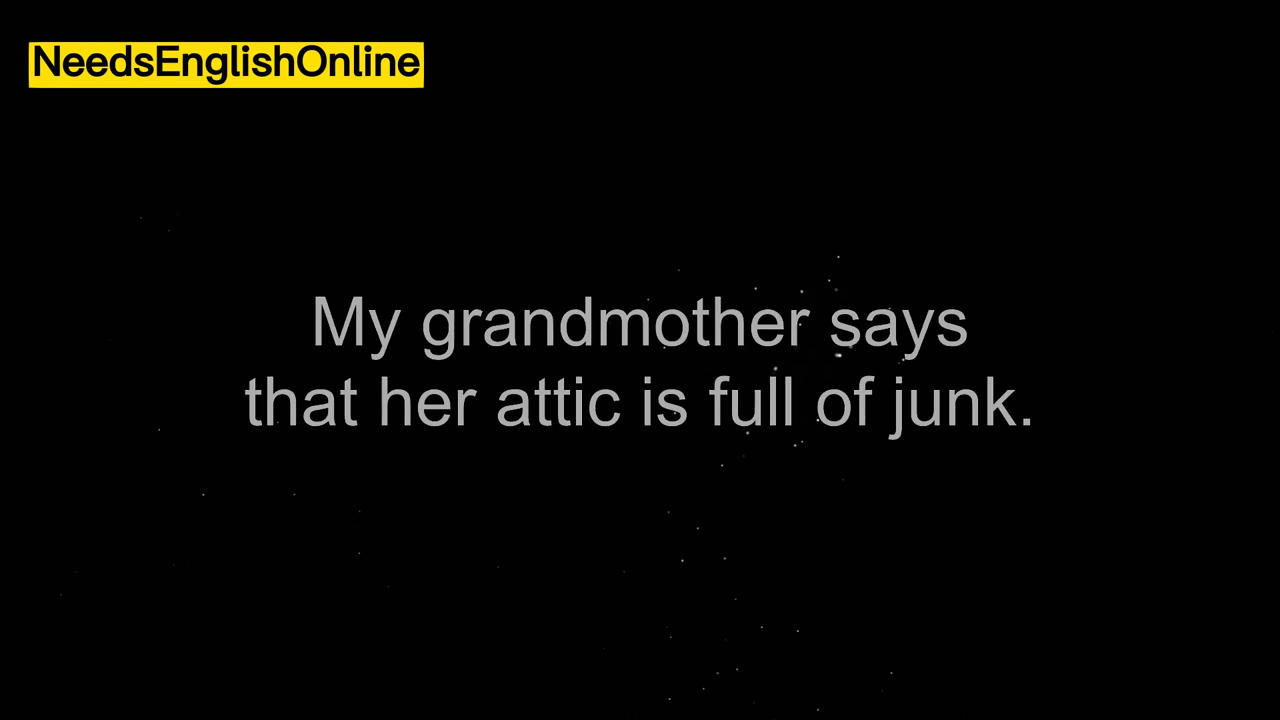 NeedsEnglishOnline
My grandmother says
that her attic is full of junk.